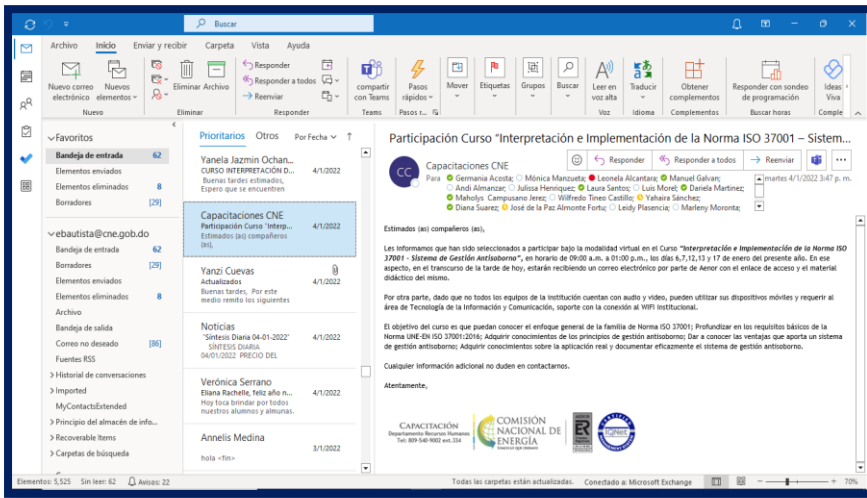 Buscar
Archivo Inicio Enviar y recibir Carpeta Vista Ayuda
Nuevo correo electrónico
Nuevos elementos
Nuevo
Eliminar Archivo
Eliminar
Responder
Responder a todos
Reenviar
Responder
compartir con Teams
Teams
Pasos rápidos
Pasos r...
Mover
Etiquetas
Grupos
Buscar
Leer en voz alta
Voz
Traducir
Idioma
Obtener complementos
Complementos
Responder con sondeo de programación
Buscar horas
Ideas Viva
Comple
Favoritos
Bandeja de entrada 62
Elementos enviados
Elementos eliminados 8
Borradores [29]
ebautista@cne.gob.do
Bandeja de entrada 62
Borradores [29]
Elementos enviados
Elementos eliminados 8
Archivo
Bandeja de salida
Correo no deseado [86]
Fuentes RSS
Historial de conversaciones
Imported
MyContactsExtended
Principio del almacén de info...
Recoverable Items
Carpetas de búsqueda
Prioritarios Otros Por Fecha
Yanela Jazmin Ochan...
CURSO INTERPRETACIÓN D... 4/1/2022
Buenas tardes estimados,
Espero que se encuentren
Capacitaciones CNE
Participación Curso "Interp... 4/1/2022
Estimados (as) compañeros
(as),
Yanzi Cuevas
Actualizados 4/1/2022
Buenas tardes, Por este
medio remito los siguientes
Noticias
"Síntesis Diaria 04-01-2022" 4/1/2022
SÍNTESIS DIARIA
04/01/2022 PRECIO DEL
Verónica Serrano
Eliana Rachelle, feliz año n... 4/1/2022
Hoy toca brindar por todos
nuestros alumnos y almunas.
Annelis Medina
3/1/2022
hola <fin>
Participación Curso "Interpretación e Implementación de la Norma ISO 37001 – Sistem...
CC
Capacitaciones CNE
Responder Responder a todos Reenviar
martes 4/1/2022 3:47 p. m.
Para Germania Acosta; Mónica Manzueta; Leonela Alcantara; Manuel Galvan;
Andi Almanzar; Julissa Henriquez; Laura Santos; Luis Morel; Dariela Martinez;
Maholys Campusano Jerez; Wilfredo Tineo Castillo; Yahaira Sánchez;
Diana Suarez; José de la Paz Almonte Fortu; Leidy Plasencia; Marleny Moronta;
Estimados (as) compañeros (as),
Les informamos que han sido seleccionados a participar bajo la modalidad virtual en el Curso "Interpretación e Implementación de la Norma ISO
37001 - Sistema de Gestión Antisoborno", en horario de 09:00 a.m. a 01:00 p.m., los días 6,7,12,13 y 17 de enero del presente año. En ese
aspecto, en el transcurso de la tarde de hoy, estarán recibiendo un correo electrónico por parte de Aenor con el enlace de acceso y el material
didáctico del mismo.
Por otra parte, dado que no todos los equipos de la institución cuentan con audio y video, pueden utilizar sus dispositivos móviles y requerir al
área de Tecnología de la Información y Comunicación, soporte con la conexión al WIFI Institucional.
El objetivo del curso es que puedan conocer el enfoque general de la familia de Norma ISO 37001; Profundizar en los requisitos básicos de la
Norma UNE-EN ISO 37001:2016; Adquirir conocimientos de los principios de gestión antisoborno; Dar a conocer las ventajas que aporta un sistema
de gestión antisoborno; Adquirir conocimientos sobre la aplicación real y documentar eficazmente el sistema de gestión antisoborno.
Cualquier información adicional no duden en contactarnos.
Atentamente,
CAPACITACIÓN
Departamento Recursos Humanos
Tel: 809-540-9002 ext.234
COMISIÓN
NACIONAL DE
ENERGÍA
ER
IQNet
Elementos: 5,525 Sin leer: 62 Avisos: 22 Todas las carpetas están actualizadas. Conectado a: Microsoft Exchange 70%